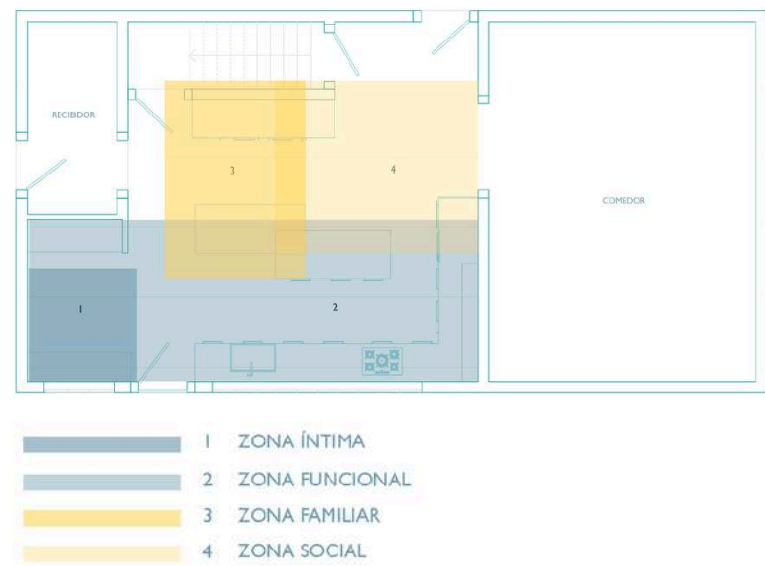 RECIBIDOR
3
4
COMEDOR
1
2
1 ZONA ÍNTIMA
2 ZONA FUNCIONAL
3 ZONA FAMILIAR
4 ZONA SOCIAL